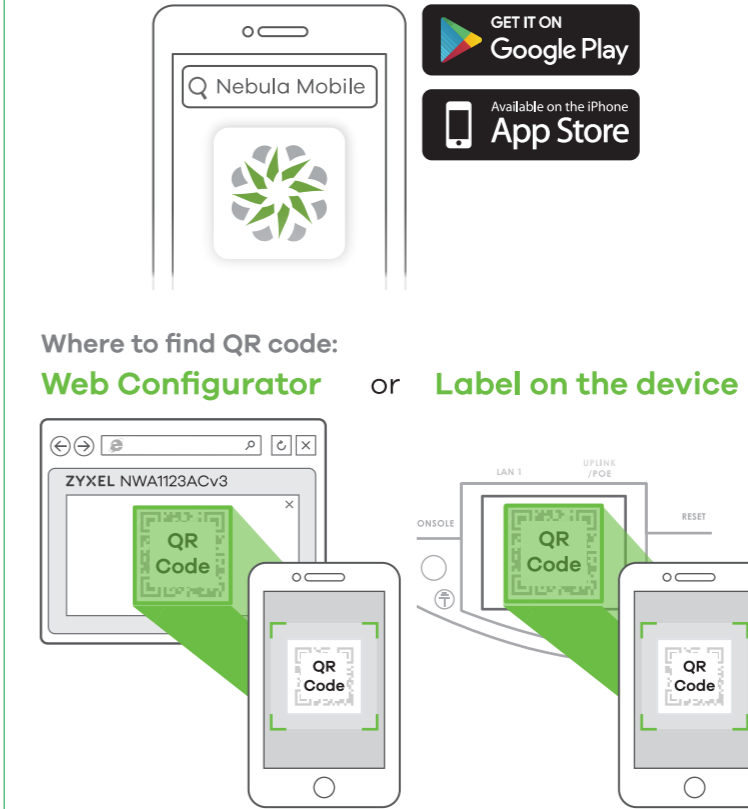 GET IT ON
Google Play
Nebula Mobile
Available on the iPhone
App Store
Where to find QR code:
Web Configurator or Label on the device
ZYXEL NWA1123ACv3
QR
Code
QR
Code
LAN 1
UPLINK
/POE
ONSOLE
RESET
QR
Code
QR
Code